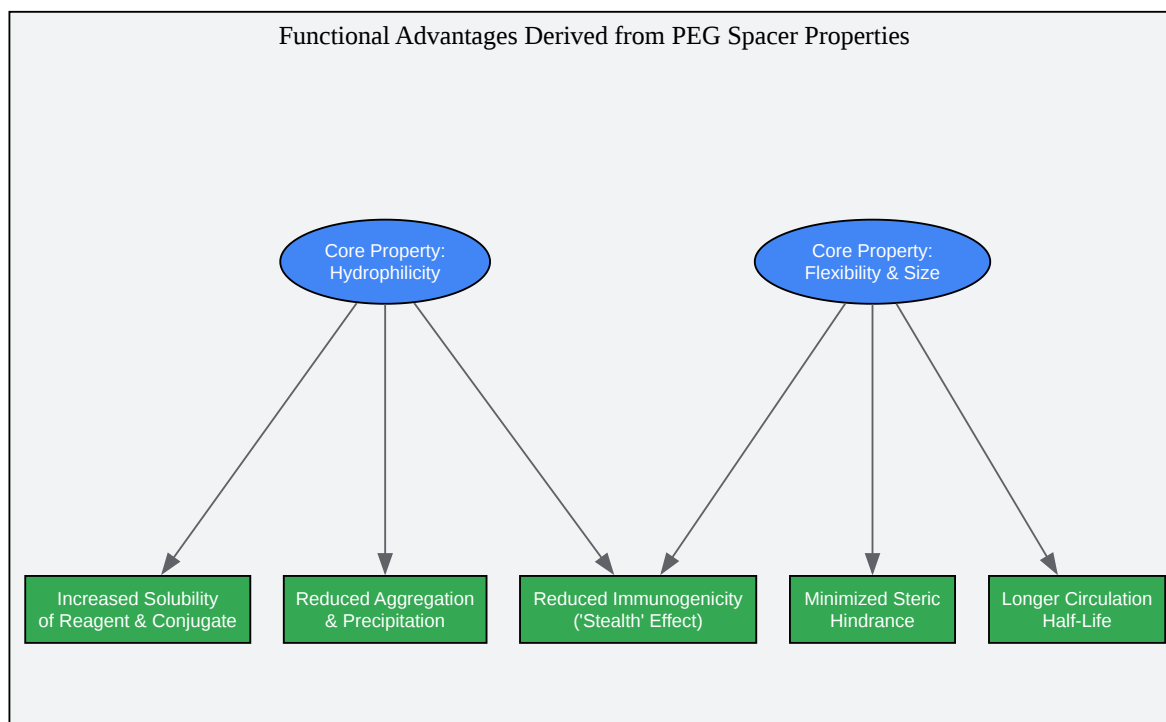 Functional Advantages Derived from PEG Spacer Properties
Core Property:
Hydrophilicity
Core Property:
Flexibility & Size
Increased Solubility
of Reagent & Conjugate
Reduced Aggregation
& Precipitation
Reduced Immunogenicity
('Stealth' Effect)
Minimized Steric
Hindrance
Longer Circulation
Half-Life